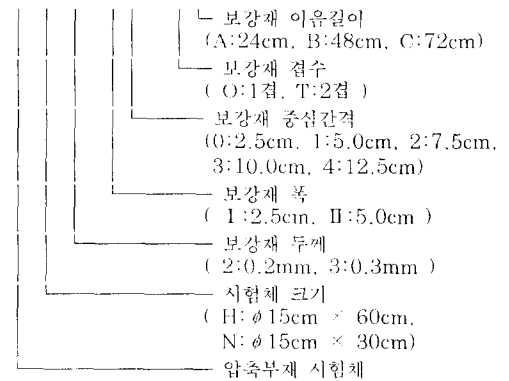 보강재 이음길이
(A:24cm, B:48cm, C:72cm)
보강재 겹수
( O:1겹, T:2겹 )
보강재 중심간격
(0:2.5cm, 1:5.0cm, 2:7.5cm,
3:10.0cm, 4:12.5cm)
보강재 폭
( Ⅰ:2.5cm, Ⅱ:5.0cm )
보강재 두께
( 2:0.2mm, 3:0.3mm )
시험체 크기
( H: ϕ 15cm × 60cm,
N: ϕ 15cm × 30cm)
압축부재 시험체